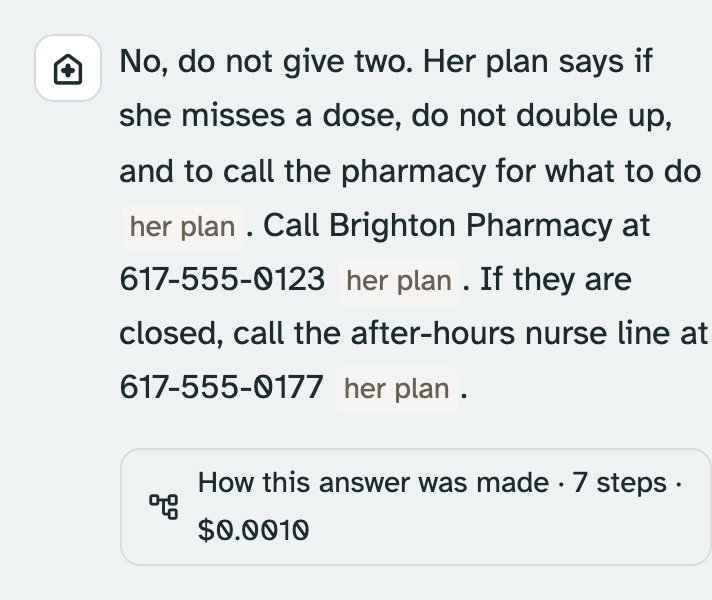 No, do not give two. Her plan says if
she misses a dose, do not double up,
and to call the pharmacy for what to do
her plan . Call Brighton Pharmacy at
617-555-0123 her plan . If they are
closed, call the after-hours nurse line at
617-555-0177 her plan .
How this answer was made · 7 steps ·
$0.0010